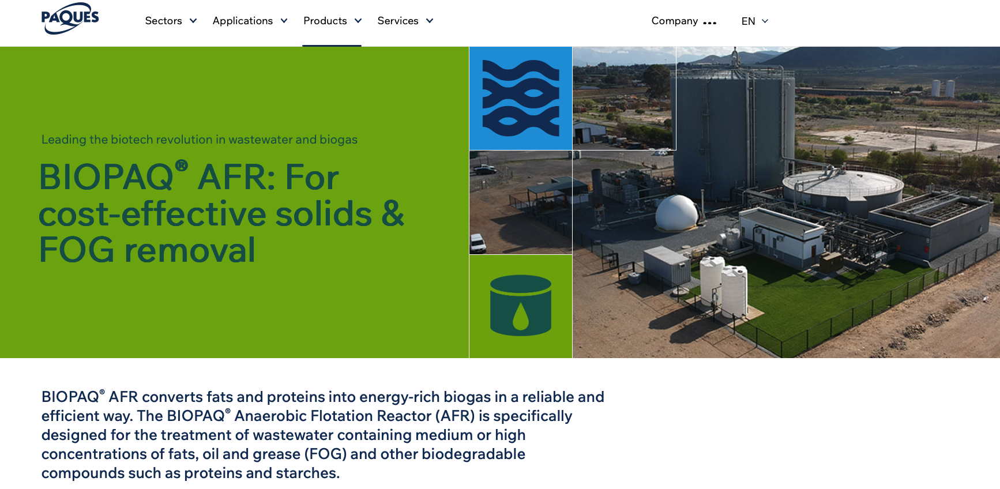 PAQUES
Sectors
Applications
Products
Services
Company ...
EN
Leading the biotech revolution in wastewater and biogas
BIOPAQ® AFR: For
cost-effective solids &
FOG removal
BIOPAQ® AFR converts fats and proteins into energy-rich biogas in a reliable and
efficient way. The BIOPAQ® Anaerobic Flotation Reactor (AFR) is specifically
designed for the treatment of wastewater containing medium or high
concentrations of fats, oil and grease (FOG) and other biodegradable
compounds such as proteins and starches.